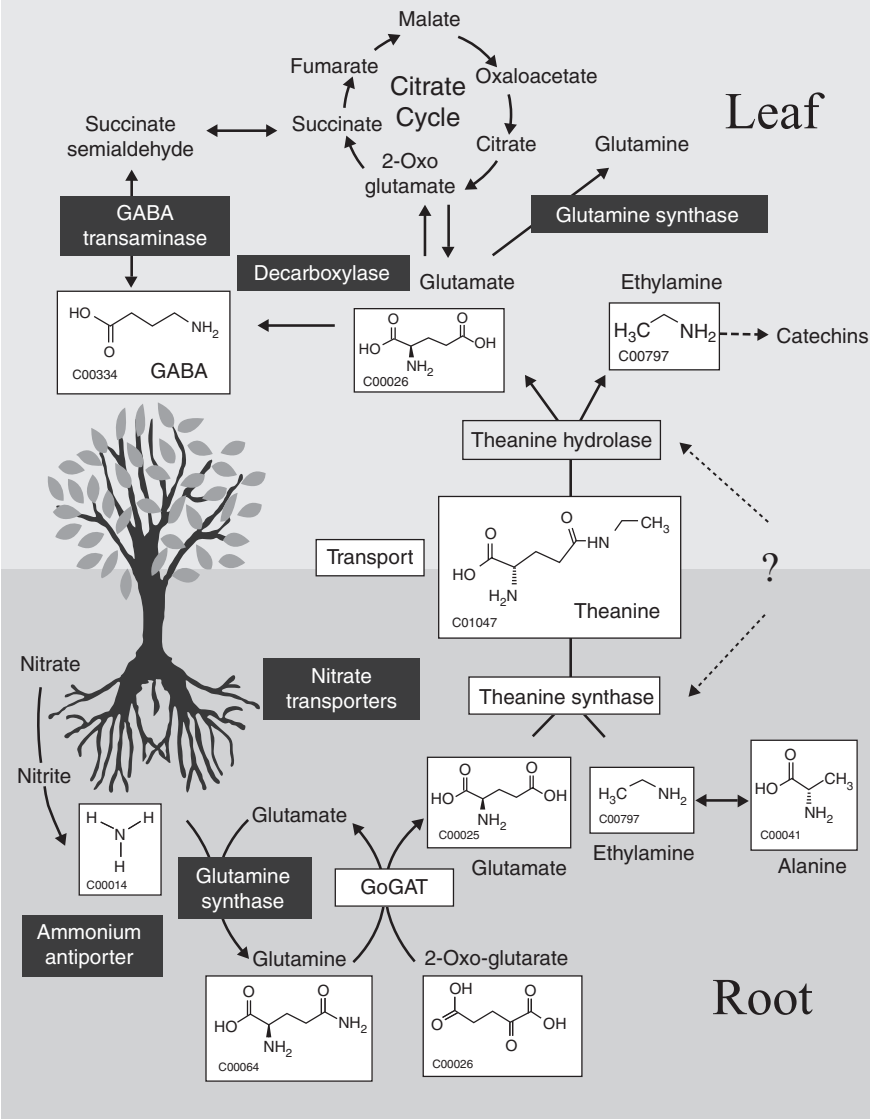 Malate
Fumarate
Citrate
Cycle
Oxaloacetate
Leaf
Succinate
semialdehyde
Succinate
Citrate
Glutamine
2-Oxo
glutamate
GABA
transaminase
Glutamine synthase
Decarboxylase
Glutamate
Ethylamine
HO
O
NH2
C00334
GABA
O
O
HO
OH
NH2
C00026
H3C
NH2
C00797
Catechins
Theanine hydrolase
Transport
O
O
HN
CH3
HO
H2N
C01047
Theanine
?
Nitrate
Nitrate
transporters
Theanine synthase
Nitrite
H
H
N
H
C00014
Glutamate
O
O
HO
OH
NH2
C00025
Glutamate
H3C
NH2
C00797
Ethylamine
O
HO
CH3
NH2
C00041
Alanine
Glutamine
synthase
GoGAT
Ammonium
antiporter
Glutamine
2-Oxo-glutarate
O
O
HO
NH2
NH2
C00064
OH
O
O
OH
O
C00026
Root